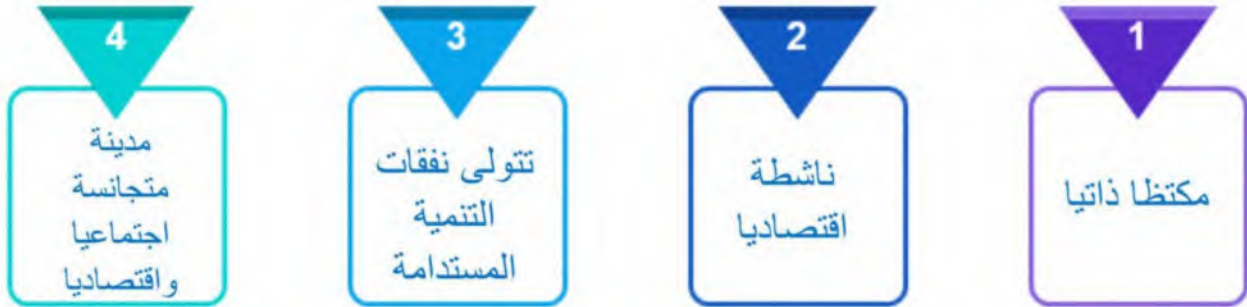 1
مكتظا ذاتيا
2
ناشطة
اقتصاديا
3
تتولى نفقات
التنمية
المستدامة
4
مدينة
متجانسة
اجتماعيا
واقتصاديا